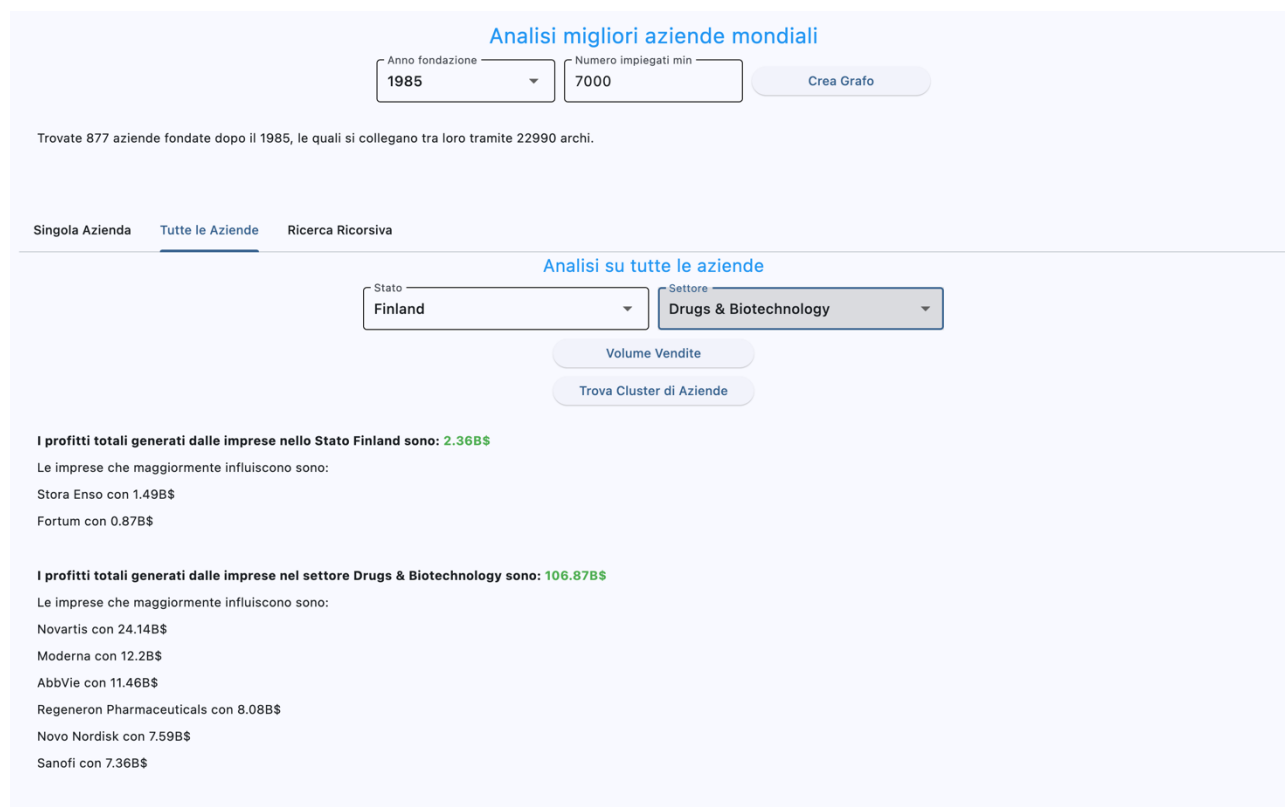 Analisi migliori aziende mondiali
Anno fondazione
1985
Numero impiegati min
7000
Crea Grafo
Trovate 877 aziende fondate dopo il 1985, le quali si collegano tra loro tramite 22990 archi.
Singola Azienda
Tutte le Aziende
Ricerca Ricorsiva
Analisi su tutte le aziende
Stato
Finland
Settore
Drugs & Biotechnology
Volume Vendite
Trova Cluster di Aziende
I profitti totali generati dalle imprese nello Stato Finland sono: 2.36B$
Le imprese che maggiormente influiscono sono:
Stora Enso con 1.49B$
Fortum con 0.87B$
I profitti totali generati dalle imprese nel settore Drugs & Biotechnology sono: 106.87B$
Le imprese che maggiormente influiscono sono:
Novartis con 24.14B$
Moderna con 12.2B$
AbbVie con 11.46B$
Regeneron Pharmaceuticals con 8.08B$
Novo Nordisk con 7.59B$
Sanofi con 7.36B$